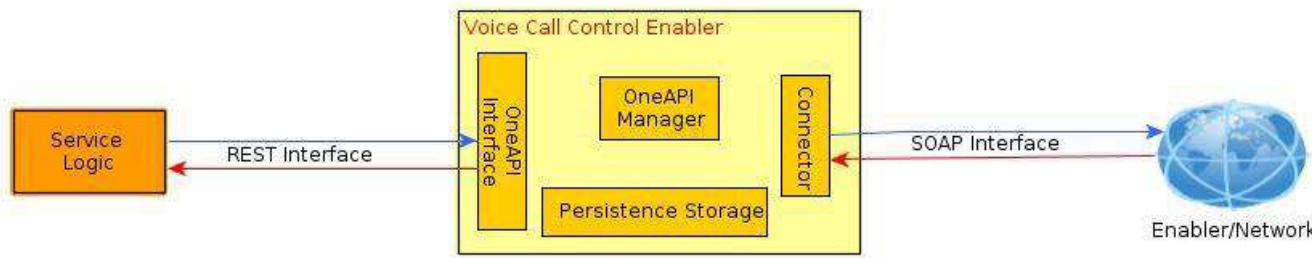 Voice Call Control Enabler
Service
Logic
REST Interface
OneAPI
Interface
OneAPI
Manager
Persistence Storage
Connector
SOAP Interface
Enabler/Network